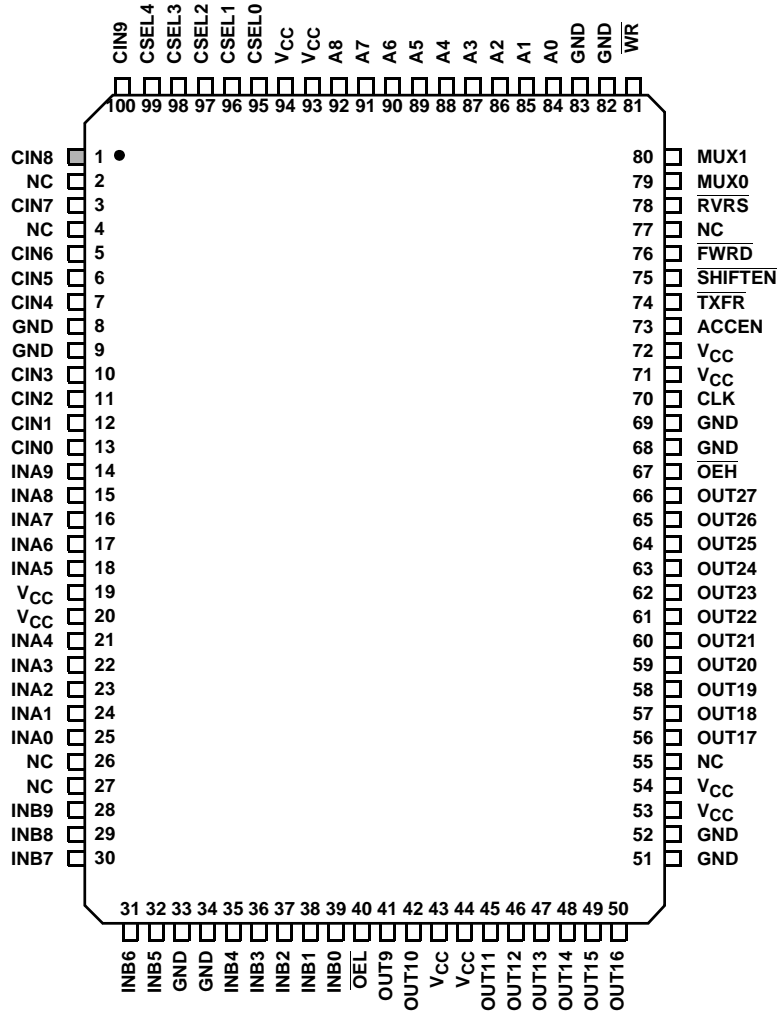 CIN9 CSEL4 CSEL3 CSEL2 CSEL1 CSEL0 VCC VCC A8 A7 A6 A5 A4 A3 A2 A1 A0 GND GND WR
100 99 98 97 96 95 94 93 92 91 90 89 88 87 86 85 84 83 82 81
CIN8 1 80 MUX1
NC 2 79 MUX0
CIN7 3 78 RVRS
NC 4 77 NC
CIN6 5 76 FWRD
CIN5 6 75 SHIFTEN
CIN4 7 74 TXFR
GND 8 73 ACCEN
GND 9 72 VCC
CIN3 10 71 VCC
CIN2 11 70 CLK
CIN1 12 69 GND
CIN0 13 68 GND
INA9 14 67 OEH
INA8 15 66 OUT27
INA7 16 65 OUT26
INA6 17 64 OUT25
INA5 18 63 OUT24
VCC 19 62 OUT23
VCC 20 61 OUT22
INA4 21 60 OUT21
INA3 22 59 OUT20
INA2 23 58 OUT19
INA1 24 57 OUT18
INA0 25 56 OUT17
NC 26 55 NC
NC 27 54 VCC
INB9 28 53 VCC
INB8 29 52 GND
INB7 30 51 GND
31 32 33 34 35 36 37 38 39 40 41 42 43 44 45 46 47 48 49 50
INB6 INB5 GND GND INB4 INB3 INB2 INB1 INB0 OEL OUT9 OUT10 VCC VCC OUT11 OUT12 OUT13 OUT14 OUT15 OUT16